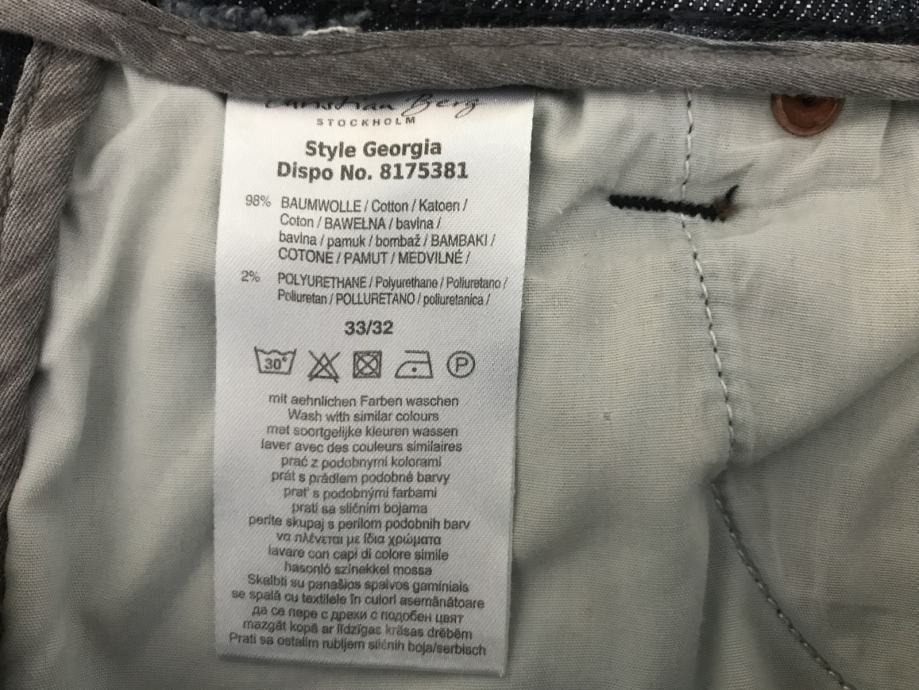 Christian Berg
STOCKHOLM
Style Georgia
Dispo No. 8175381
98% BAUMWOLLE / Cotton / Katoen /
Coton / BAWEŁNA / bavlna /
bavlna / pamuk / bombaž / BAMBAKI /
COTONE / PAMUT / MEDVILNĖ /
2% POLYURETHANE / Polyurethane / Poliuretano /
Poliuretan / POLLURETANO / poliuretanica /
33/32
30°
P
mit aehnlichen Farben waschen
Wash with similar colours
met soortgelijke kleuren wassen
laver avec des couleurs similaires
prać z podobnymi kolorami
prát s prádlem podobné barvy
prať s podobnými farbami
prati sa sličnim bojama
perite skupaj s perilom podobnih barv
να πλένεται με ίδια χρώματα
lavare con capi di colore simile
hasonló színekkel mossa
Skalbti su panašios spalvos gaminiais
se spală cu textilele în culori asemănătoare
да се пере с дрехи с подобен цвят
mazgāt kopā ar līdzīgas krāsas drēbēm
Prati sa ostalim rubljem sličnih boja/serbisch